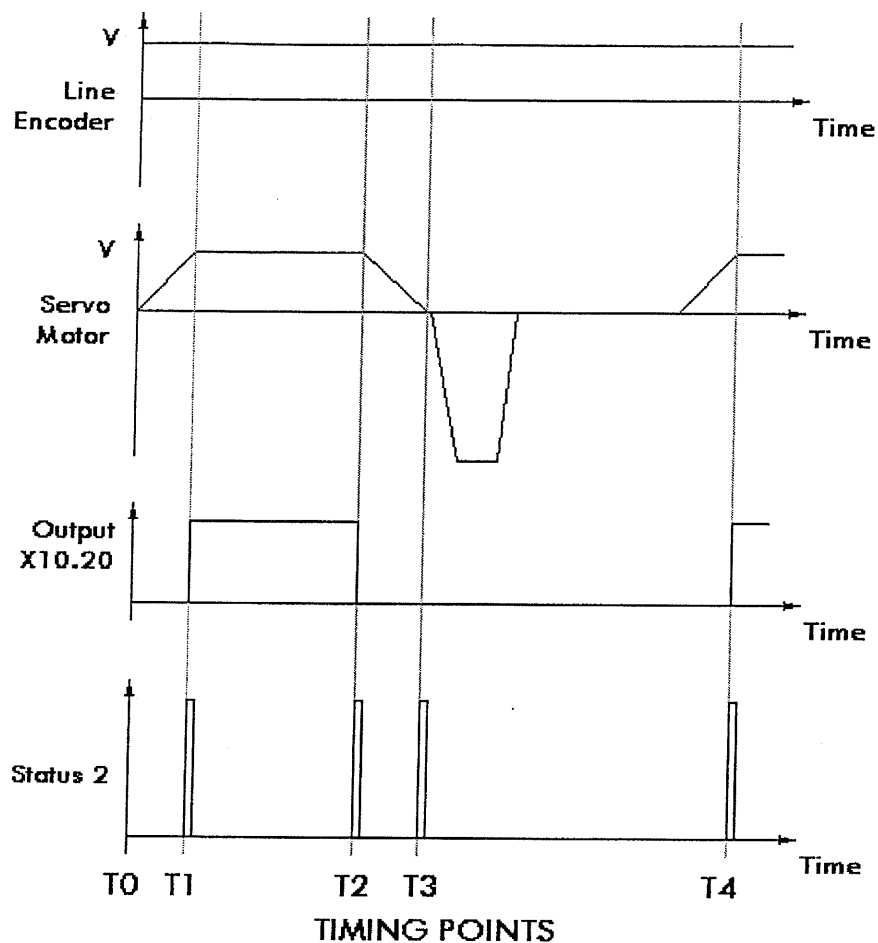 V
Line
Encoder
Time
V
Servo
Motor
Time
Output
X10.20
Time
Status 2
Time
T0 T1 T2 T3 T4
TIMING POINTS